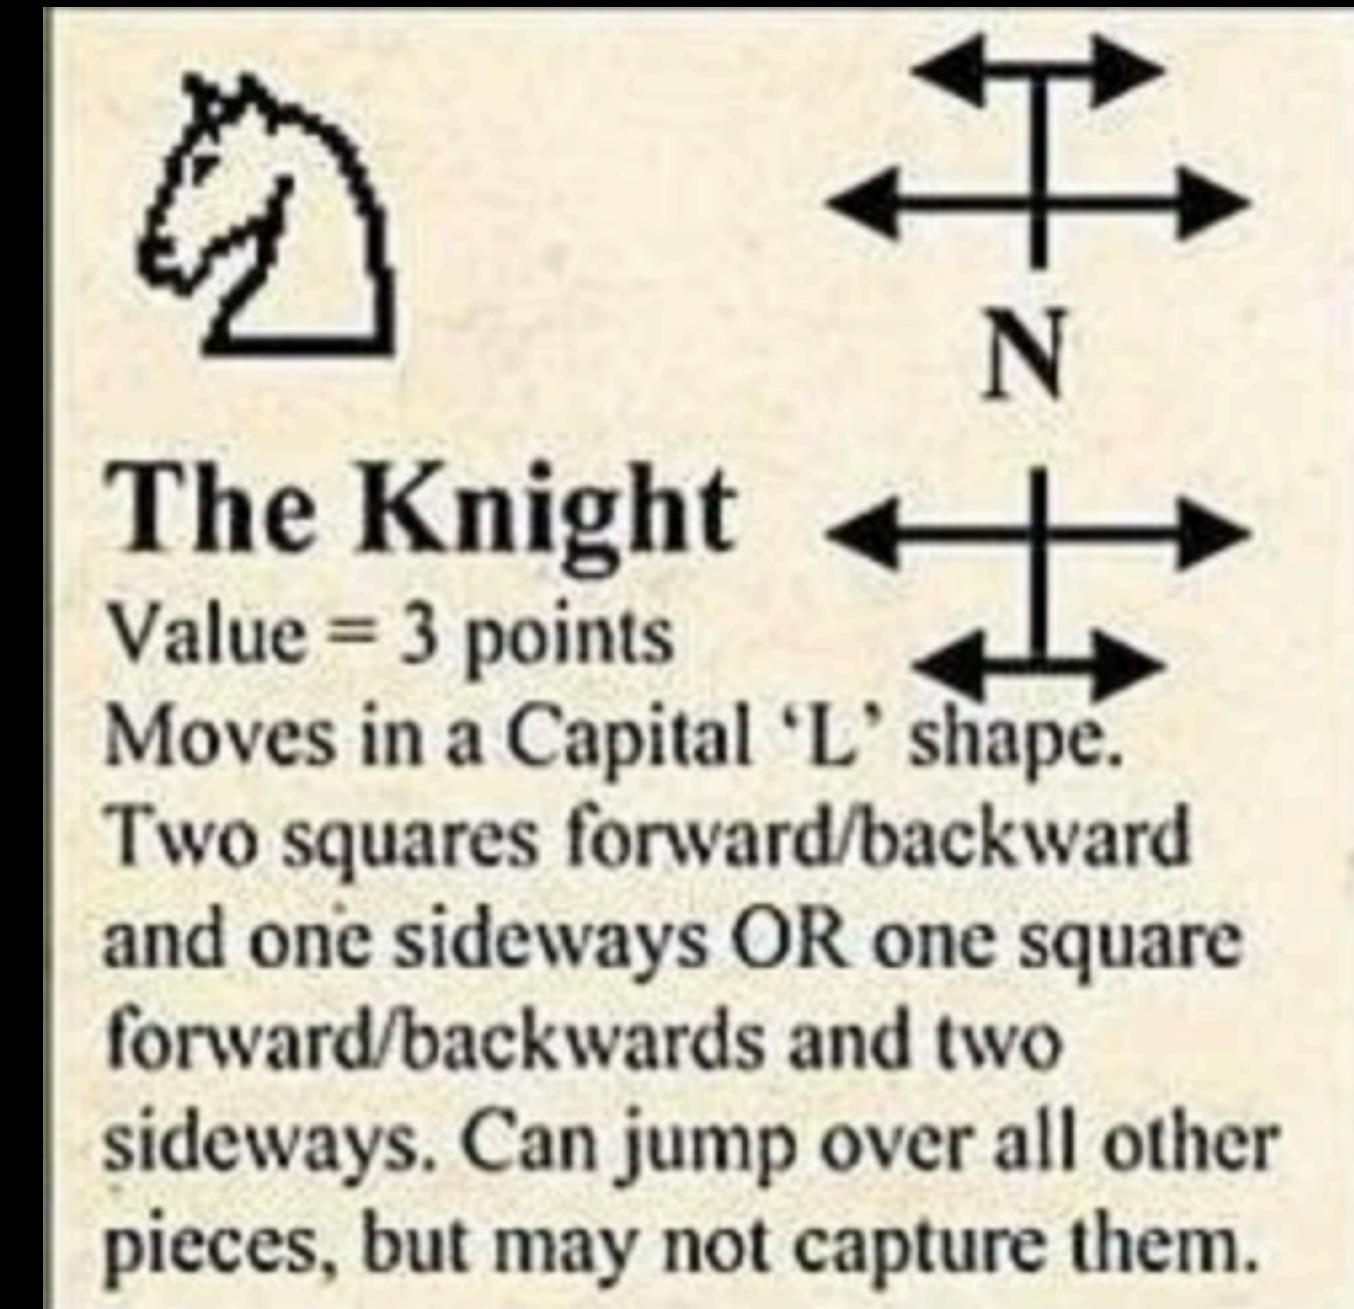 N
The Knight
Value = 3 points
Moves in a Capital ‘L’ shape.
Two squares forward/backward
and one sideways OR one square
forward/backwards and two
sideways. Can jump over all other
pieces, but may not capture them.